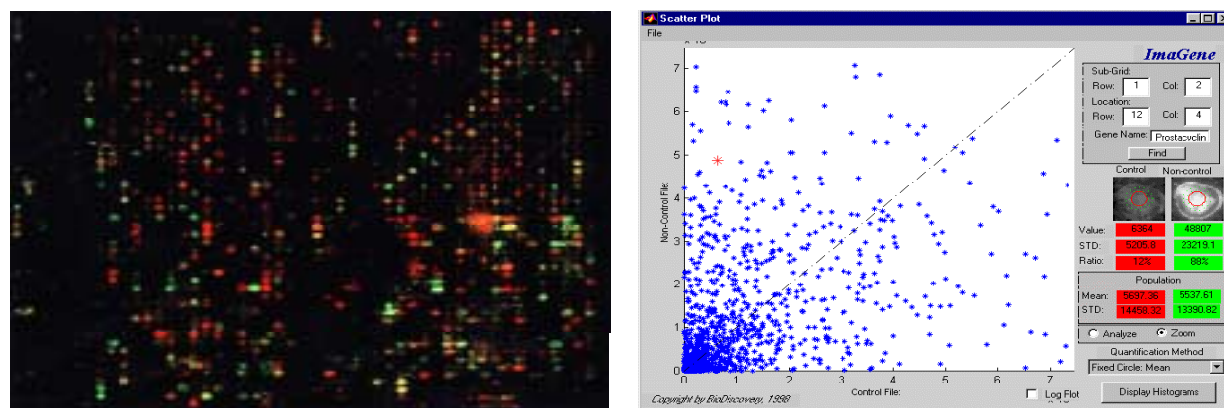 Scatter Plot
File
ImaGene
Sub-Grid:
Row: 1 Col: 2
Location:
Row: 12 Col: 4
Gene Name: Prostacyclin
Find
Control Non-control
Value: 6364 48807
STD: 5205.8 23219.1
Ratio: 12% 88%
Population
Mean: 5697.36 5537.61
STD: 14458.32 13390.82
Analyze Zoom
Quantification Method
Fixed Circle: Mean
Display Histograms
Log Plot
7
6
5
4
3
2
1
0
Non-Control File:
0 1 2 3 4 5 6 7
Control File:
Copyright by BioDiscovery, 1998